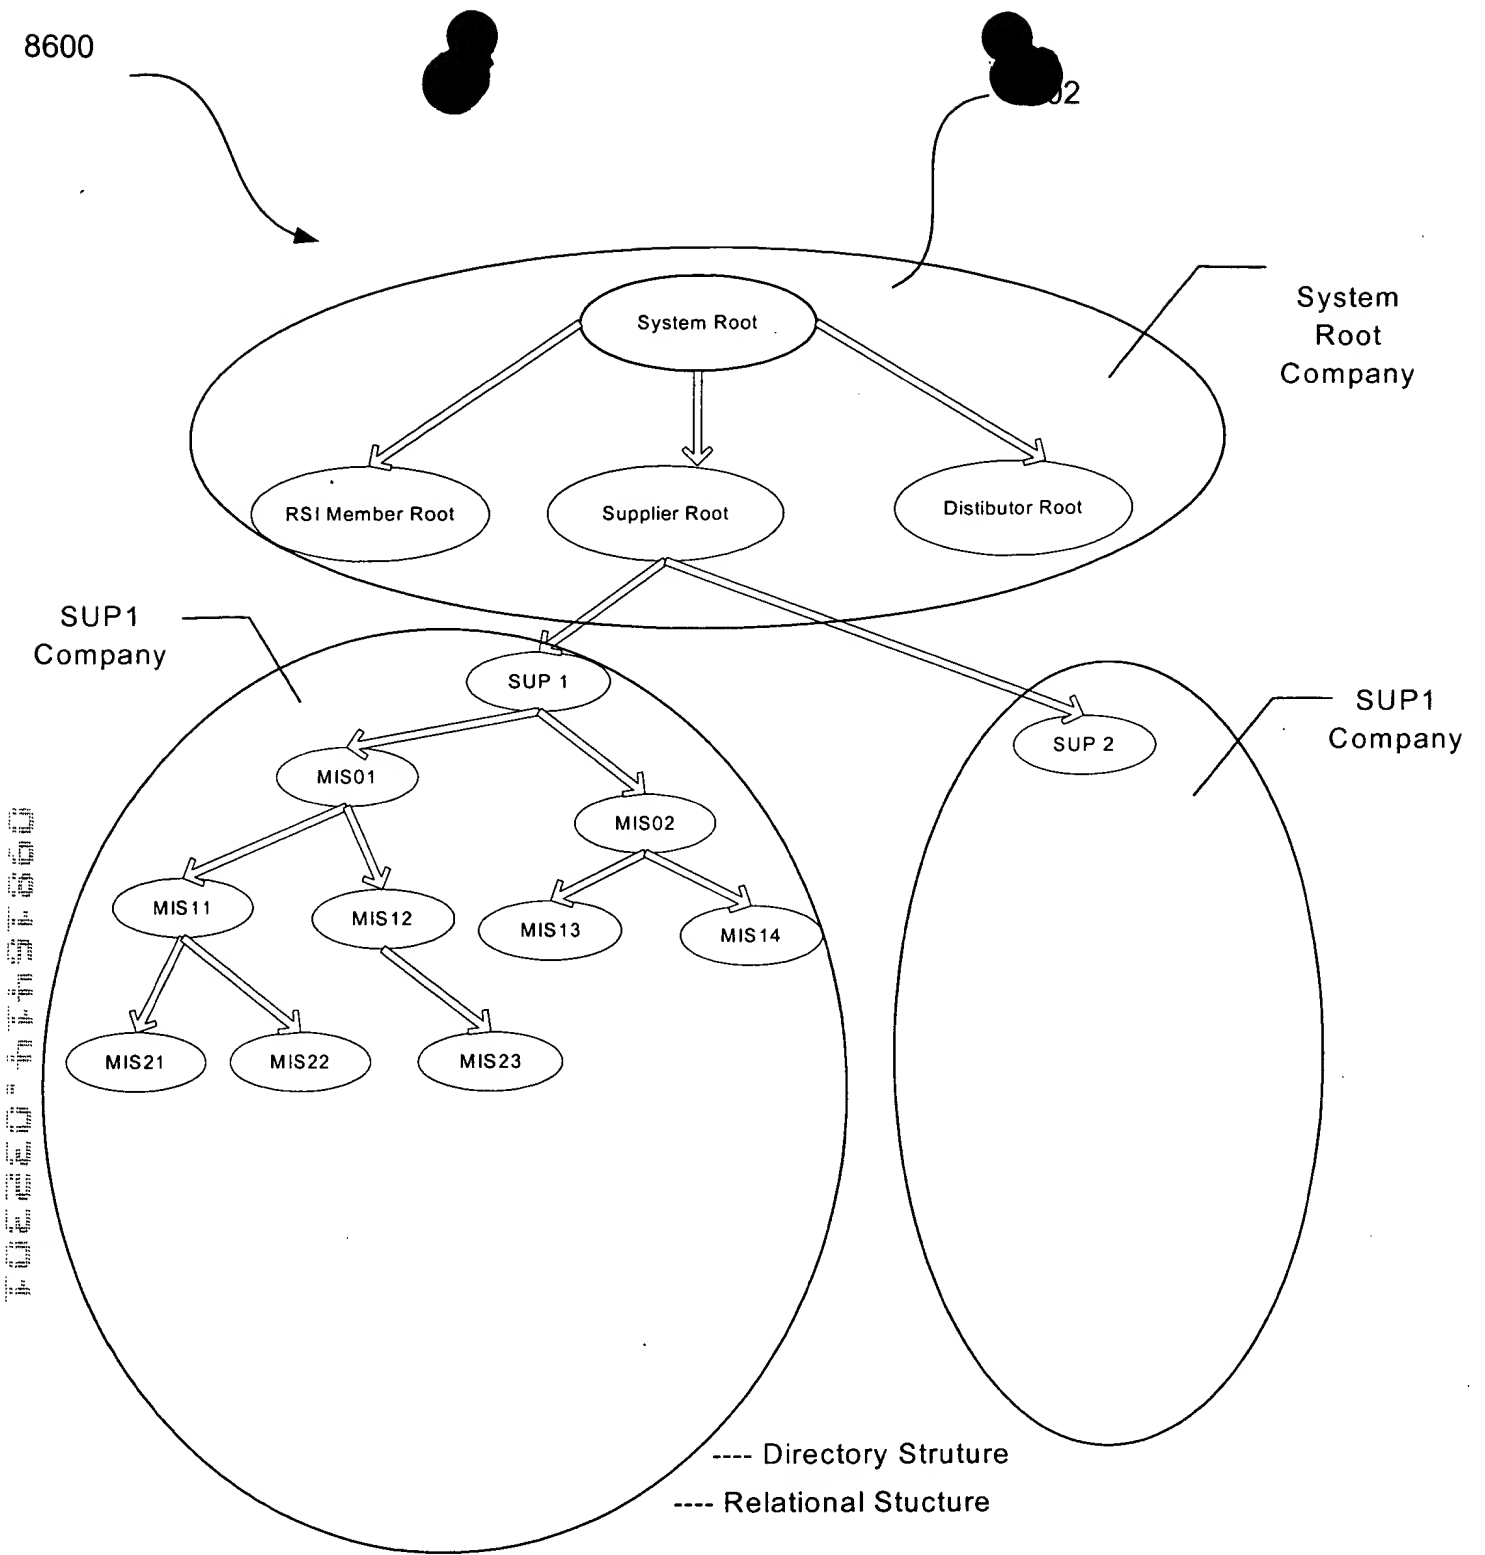 8600
02
System Root
System
Root
Company
RSI Member Root
Supplier Root
Distibutor Root
SUP1
Company
SUP 1
SUP1
Company
SUP 2
MIS01
MIS02
MIS11
MIS12
MIS13
MIS14
MIS21
MIS22
MIS23
---- Directory Struture
---- Relational Stucture